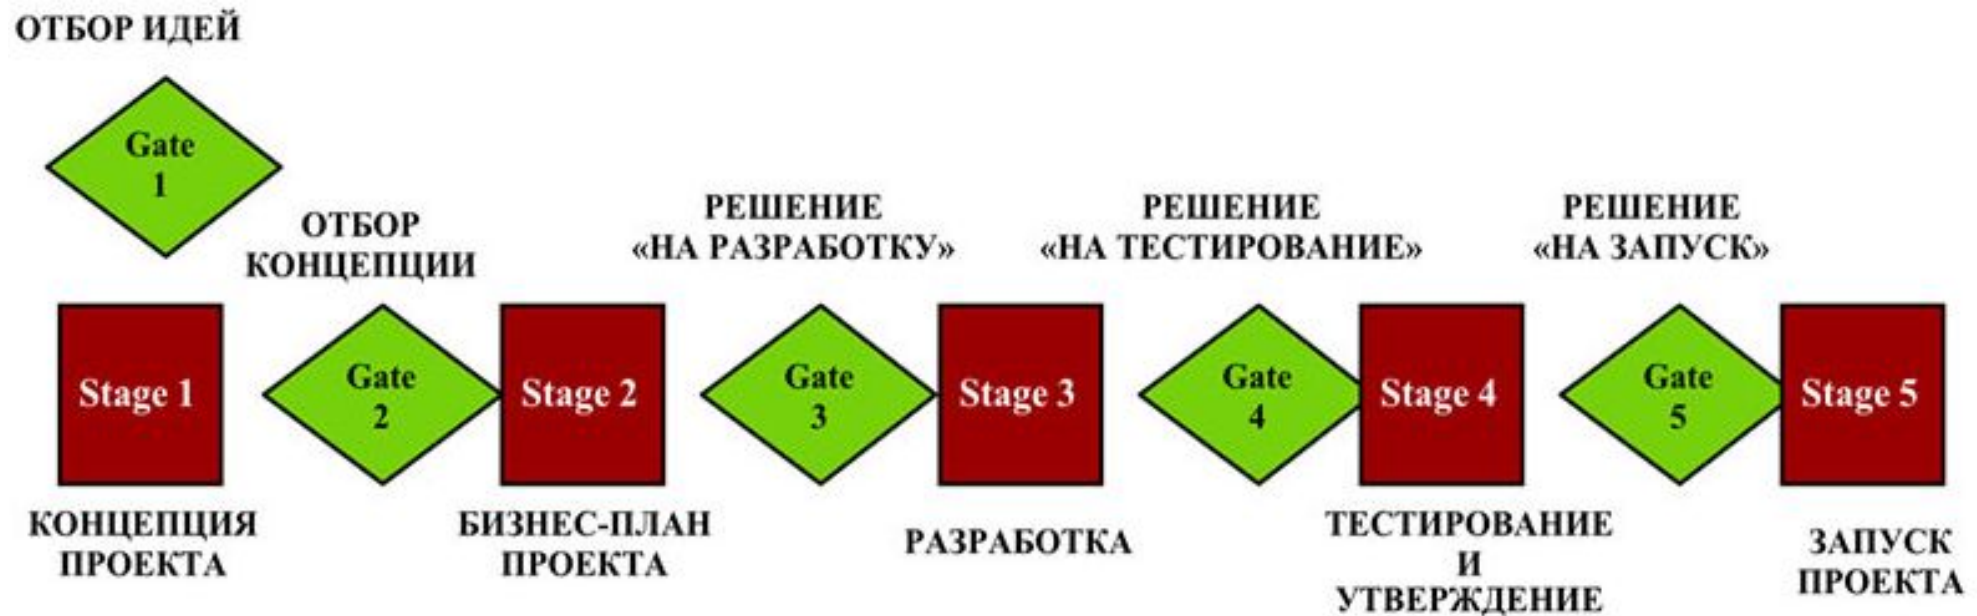 ОТБОР ИДЕЙ
Gate
1
ОТБОР
КОНЦЕПЦИИ
РЕШЕНИЕ
«НА РАЗРАБОТКУ»
РЕШЕНИЕ
«НА ТЕСТИРОВАНИЕ»
РЕШЕНИЕ
«НА ЗАПУСК»
Stage 1
Gate
2
Stage 2
Gate
3
Stage 3
Gate
4
Stage 4
Gate
5
Stage 5
КОНЦЕПЦИЯ
ПРОЕКТА
БИЗНЕС-ПЛАН
ПРОЕКТА
РАЗРАБОТКА
ТЕСТИРОВАНИЕ
И
УТВЕРЖДЕНИЕ
ЗАПУСК
ПРОЕКТА